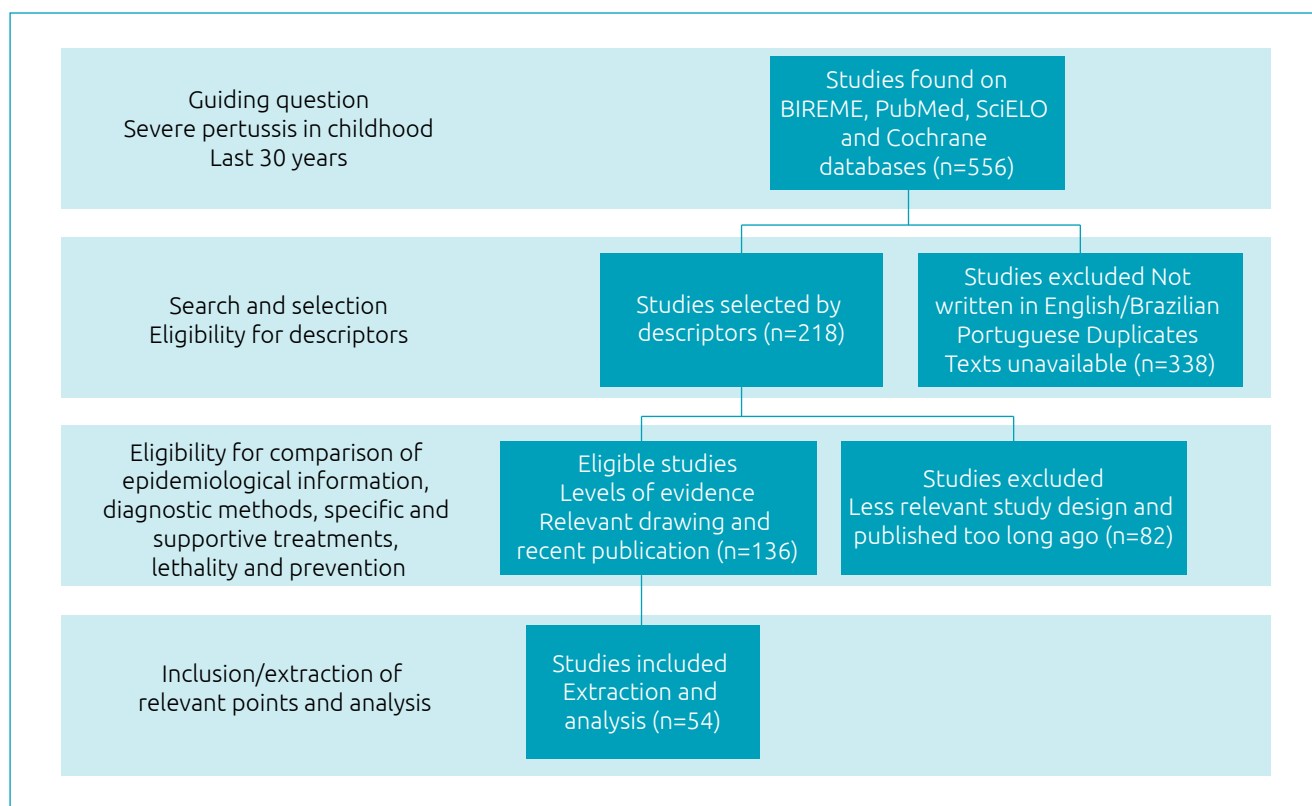 Guiding question
Severe pertussis in childhood
Last 30 years
Studies found on
BIREME, PubMed, SciELO
and Cochrane
databases (n=556)
Search and selection
Eligibility for descriptors
Studies selected by
descriptors (n=218)
Studies excluded Not
written in English/Brazilian
Portuguese Duplicates
Texts unavailable (n=338)
Eligibility for comparison of
epidemiological information,
diagnostic methods, specific and
supportive treatments,
lethality and prevention
Eligible studies
Levels of evidence
Relevant drawing and
recent publication (n=136)
Studies excluded
Less relevant study design and
published too long ago (n=82)
Inclusion/extraction of
relevant points and analysis
Studies included
Extraction and
analysis (n=54)